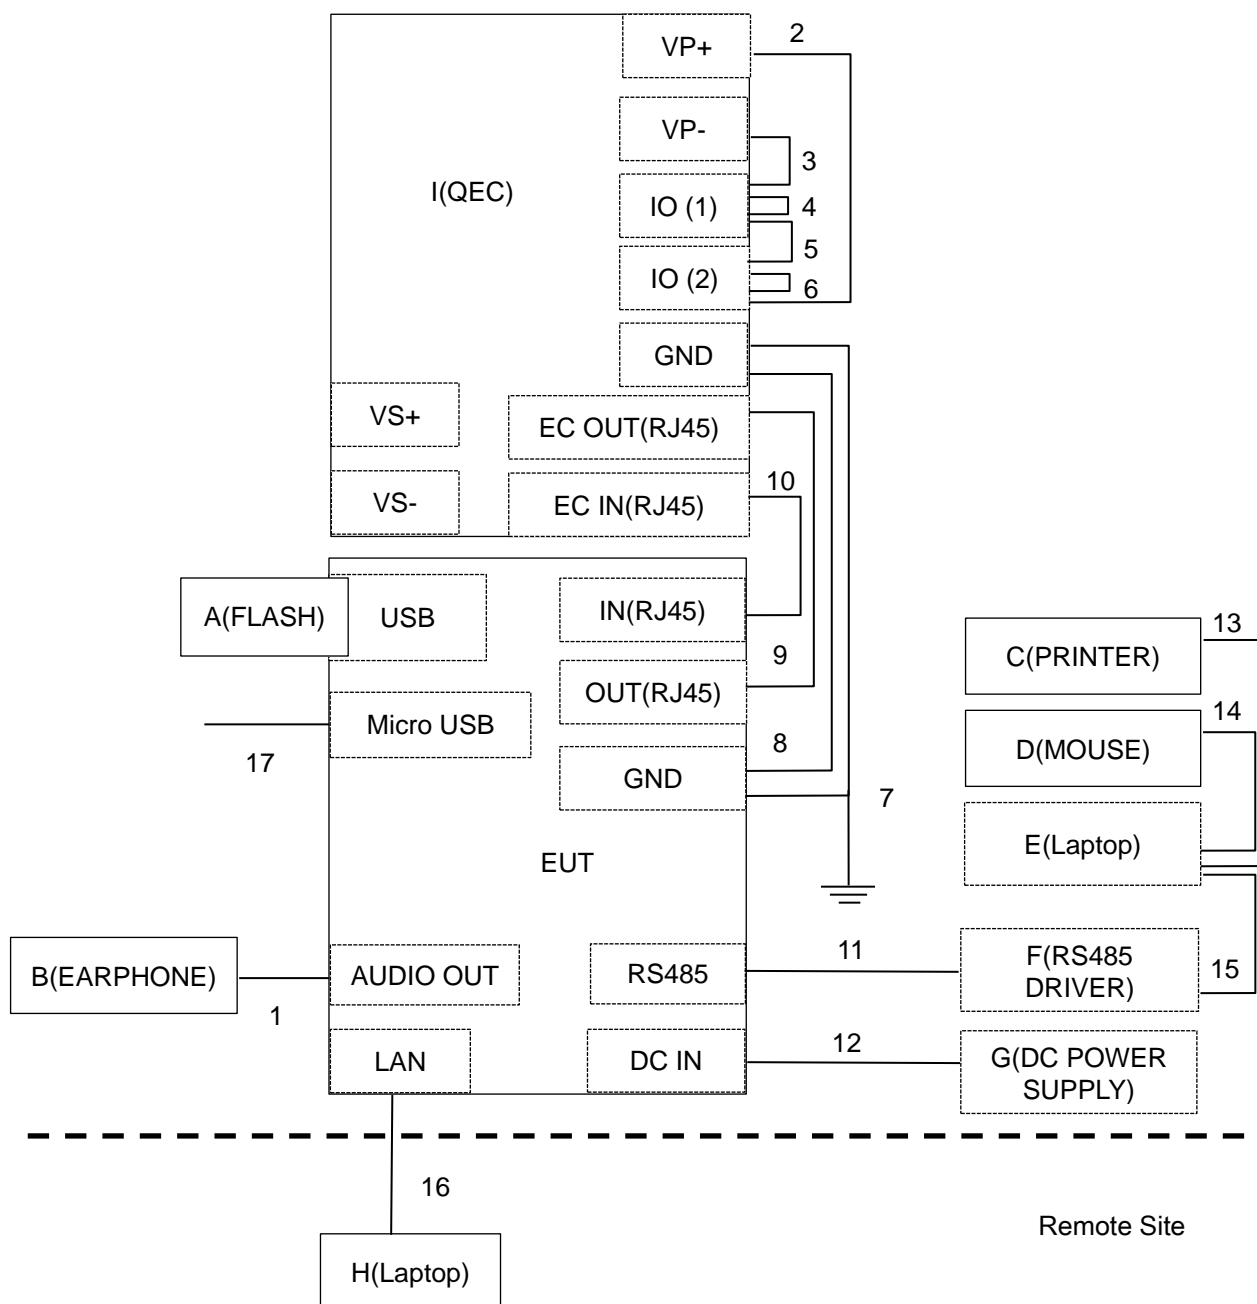 VP+
2
VP-
3
I(QEC)
IO (1)
4
5
IO (2)
6
GND
VS+
EC OUT(RJ45)
VS-
EC IN(RJ45)
10
A(FLASH)
USB
IN(RJ45)
13
C(PRINTER)
9
OUT(RJ45)
Micro USB
14
17
8
D(MOUSE)
GND
7
E(Laptop)
EUT
B(EARPHONE)
AUDIO OUT
RS485
11
F(RS485
DRIVER)
15
1
LAN
DC IN
12
G(DC POWER
SUPPLY)
16
Remote Site
H(Laptop)